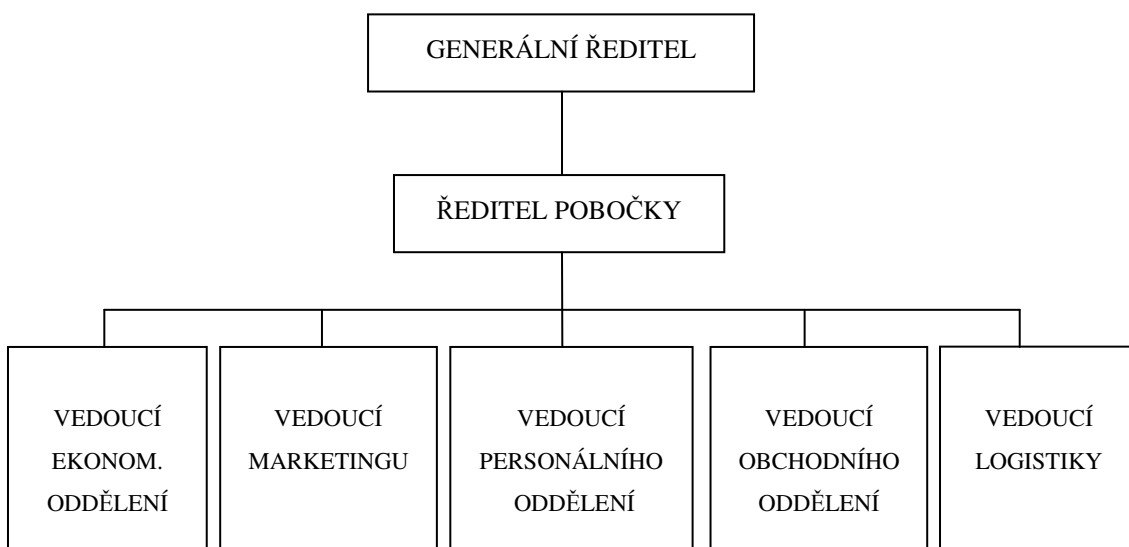 GENERÁLNÍ ŘEDITEL
ŘEDITEL POBOČKY
VEDOUCÍ
EKONOM.
ODDĚLENÍ
VEDOUCÍ
MARKETINGU
VEDOUCÍ
PERSONÁLNÍHO
ODDĚLENÍ
VEDOUCÍ
OBCHODNÍHO
ODDĚLENÍ
VEDOUCÍ
LOGISTIKY